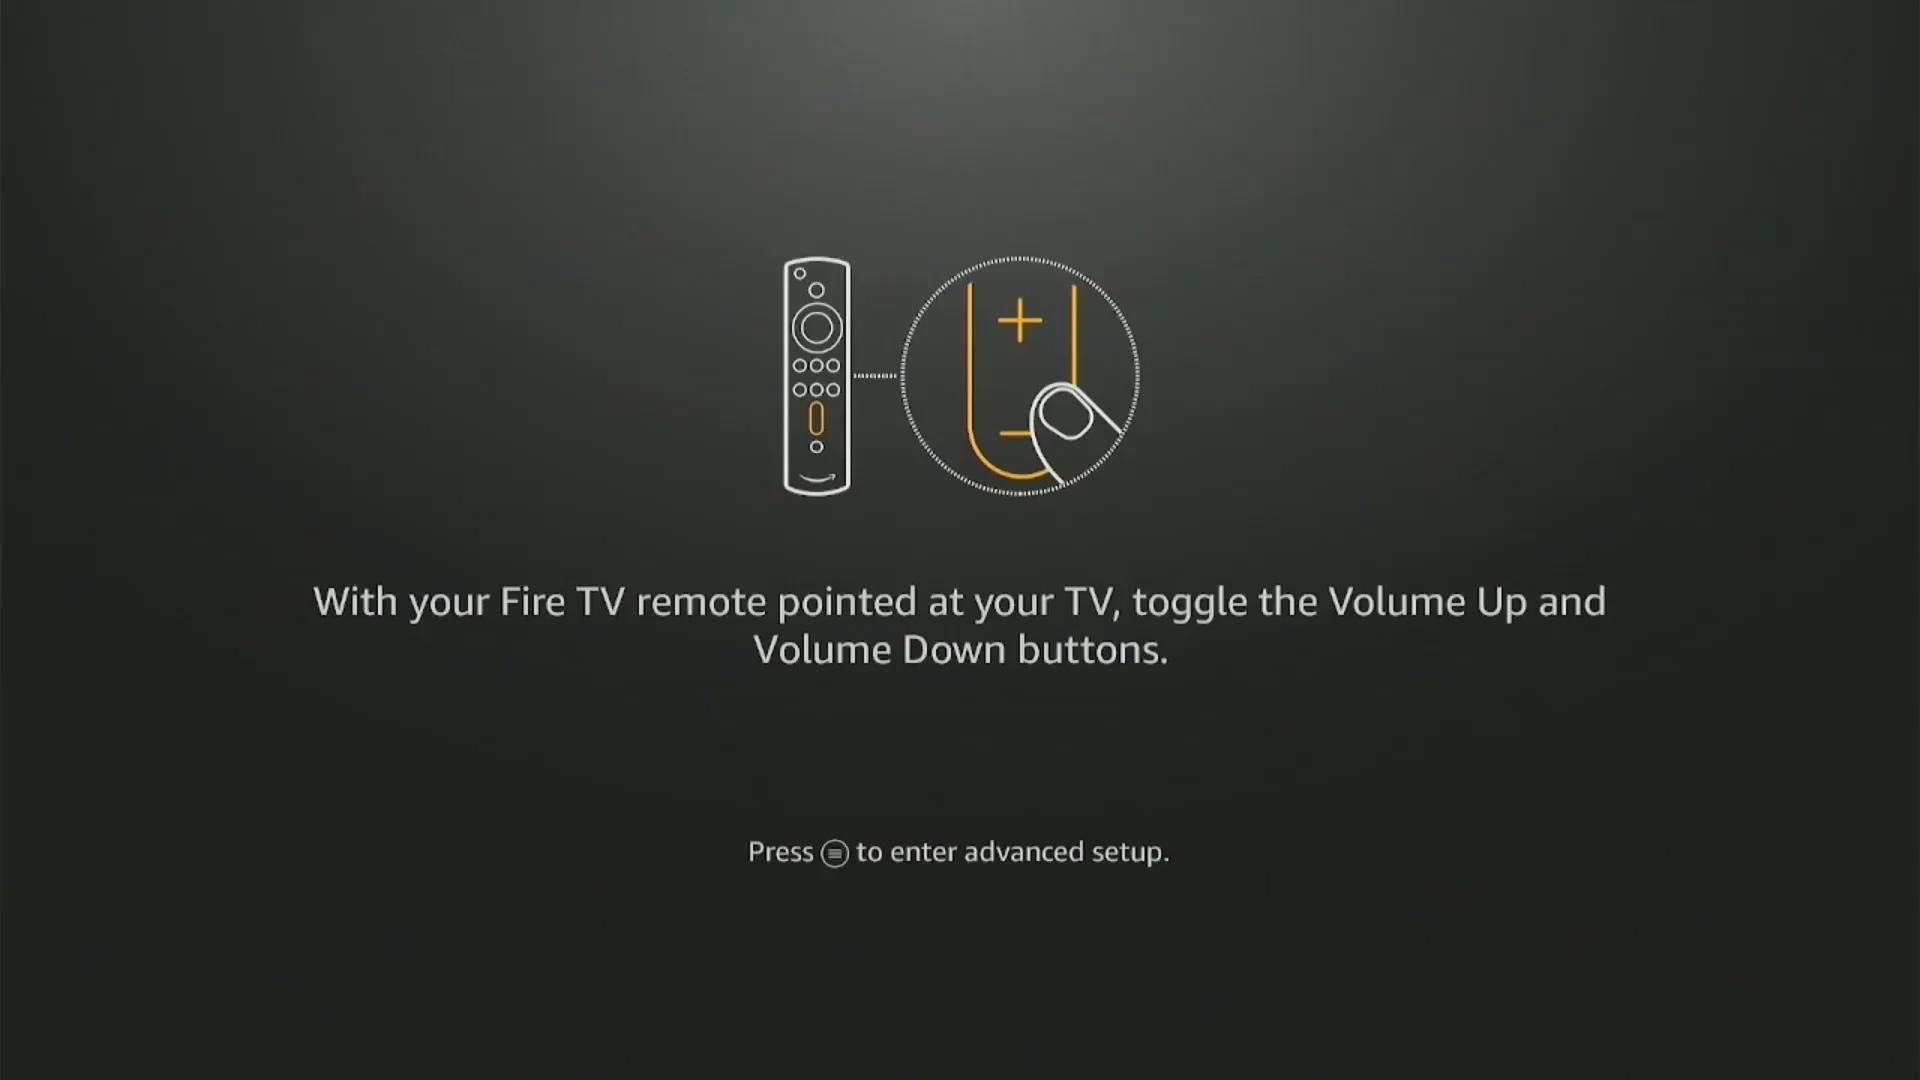 With your Fire TV remote pointed at your TV, toggle the Volume Up and
Volume Down buttons.
Press to enter advanced setup.